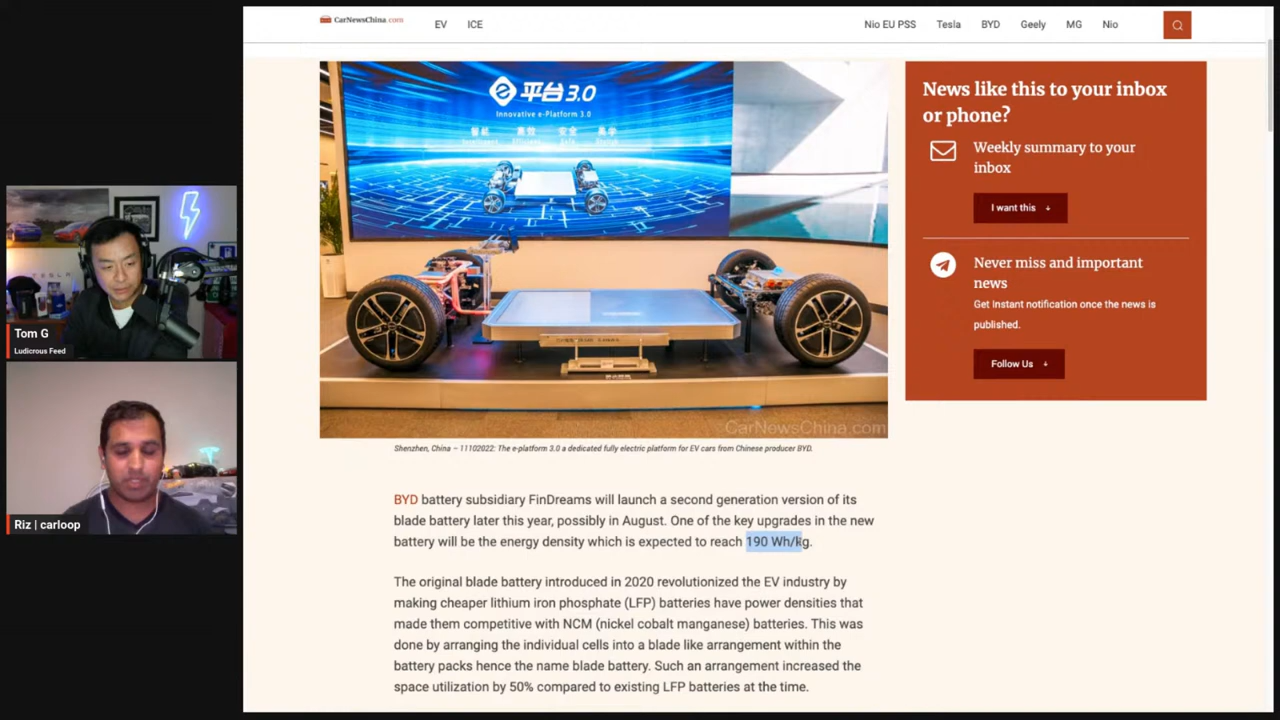 CarNewsChina.com
EV
ICE
Nio EU PSS
Tesla
BYD
Geely
MG
Nio
平台3.0
Innovative e-Platform 3.0
智能 高效 安全 美学
Intelligent
News like this to your inbox
or phone?
Weekly summary to your
inbox
I want this
Never miss and important
news
Get Instant notification once the news is
published.
Follow Us
CarNewsChina.com
Shenzhen, China – 11102022: The e-platform 3.0 a dedicated fully electric platform for EV cars from Chinese producer BYD.
BYD battery subsidiary FinDreams will launch a second generation version of its
blade battery later this year, possibly in August. One of the key upgrades in the new
battery will be the energy density which is expected to reach 190 Wh/kg.
The original blade battery introduced in 2020 revolutionized the EV industry by
making cheaper lithium iron phosphate (LFP) batteries have power densities that
made them competitive with NCM (nickel cobalt manganese) batteries. This was
done by arranging the individual cells into a blade like arrangement within the
battery packs hence the name blade battery. Such an arrangement increased the
space utilization by 50% compared to existing LFP batteries at the time.
Tom G
Ludicrous Feed
Riz | carloop